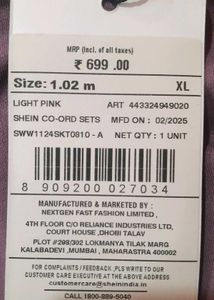 MRP (Incl. of all taxes)
₹ 699 .00
Size: 1.02 m XL
LIGHT PINK ART 443324949020
SHEIN CO-ORD SETS MFD ON : 02/2025
SWW1124SKT0810 - A NET QTY : 1 UNIT
8 909200 027034
MANUFACTURED & MARKETED BY :
NEXTGEN FAST FASHION LIMITED ,
4TH FLOOR C/O RELIANCE INDUSTRIES LTD,
COURT HOUSE ,DHOBI TALAV
PLOT #298/302 LOKMANYA TILAK MARG
KALABADEVI ,MUMBAI , MAHARASTRA 400002
FOR COMPLAINTS / FEEDBACK ,PLS WRITE TO OUR
CUSTOMER CARE EXECUTIVE AT THE ABOVE ADDRESS
customercare@sheinindia.in
CALL 1800-889-5040